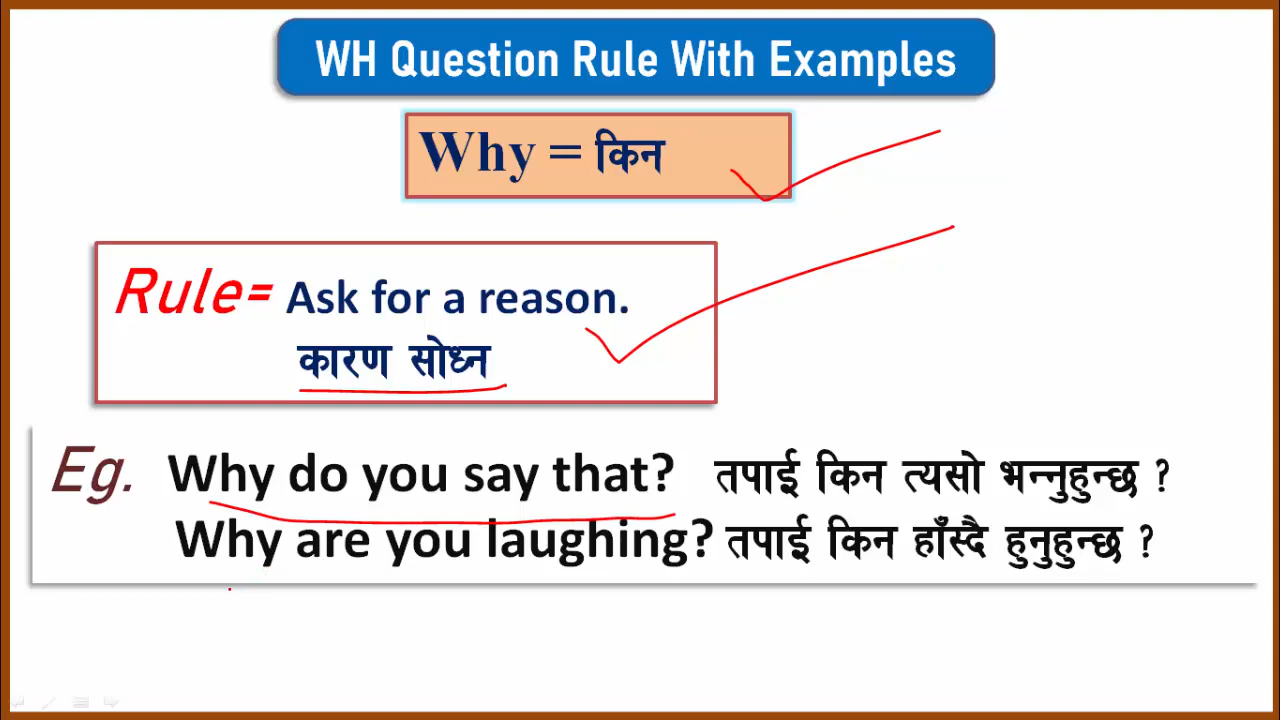 WH Question Rule With Examples
Why = किन
Rule= Ask for a reason.
कारण सोध्न
Eg. Why do you say that? तपाई किन त्यसो भन्नुहुन्छ ?
Why are you laughing? तपाई किन हाँस्दै हुनुहुन्छ ?